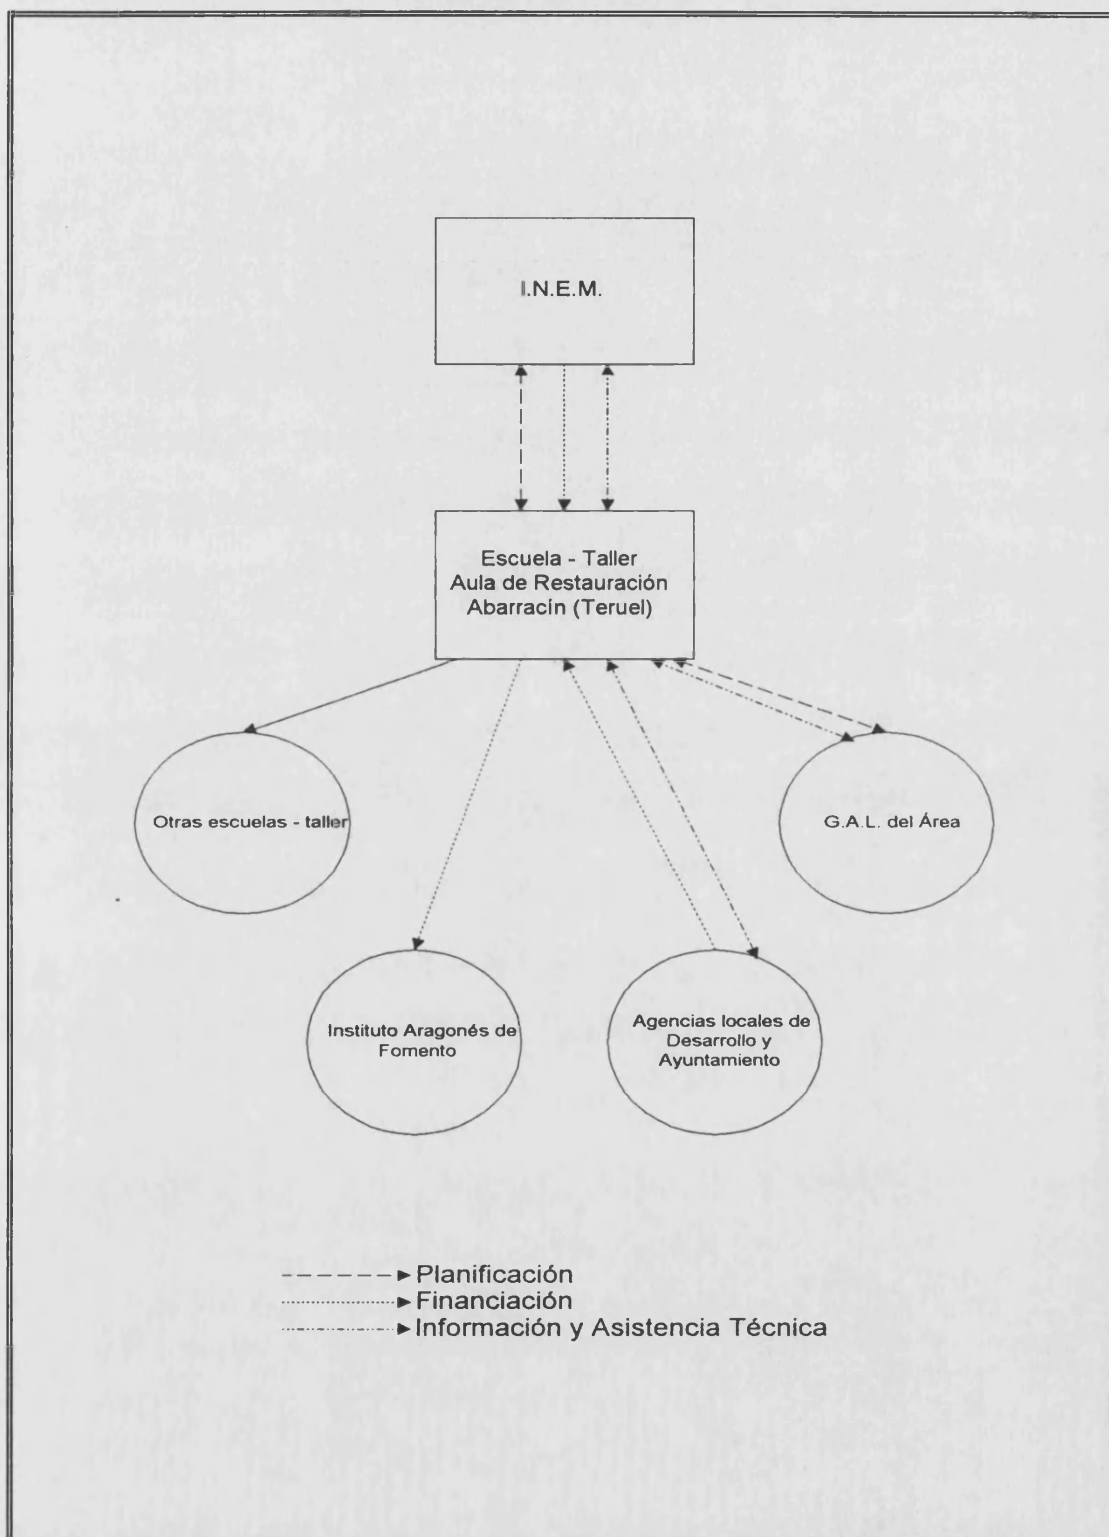 I.N.E.M.
Escuela - Taller
Aula de Restauración
Abarracín (Teruel)
Otras escuelas - taller
G.A.L. del Área
Instituto Aragonés de
Fomento
Agencias locales de
Desarrollo y
Ayuntamiento
Planificación
Financiación
Información y Asistencia Técnica